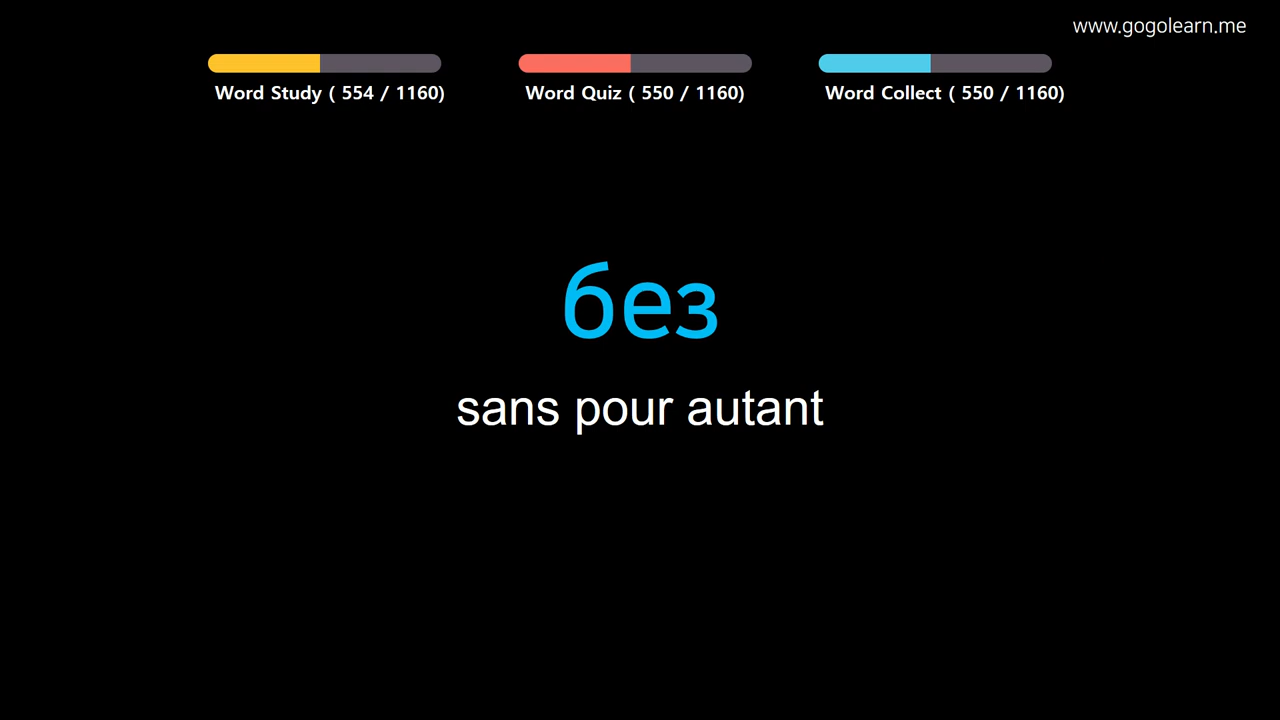 www.gogolearn.me
Word Study ( 554 / 1160)
Word Quiz ( 550 / 1160)
Word Collect ( 550 / 1160)
без
sans pour autant